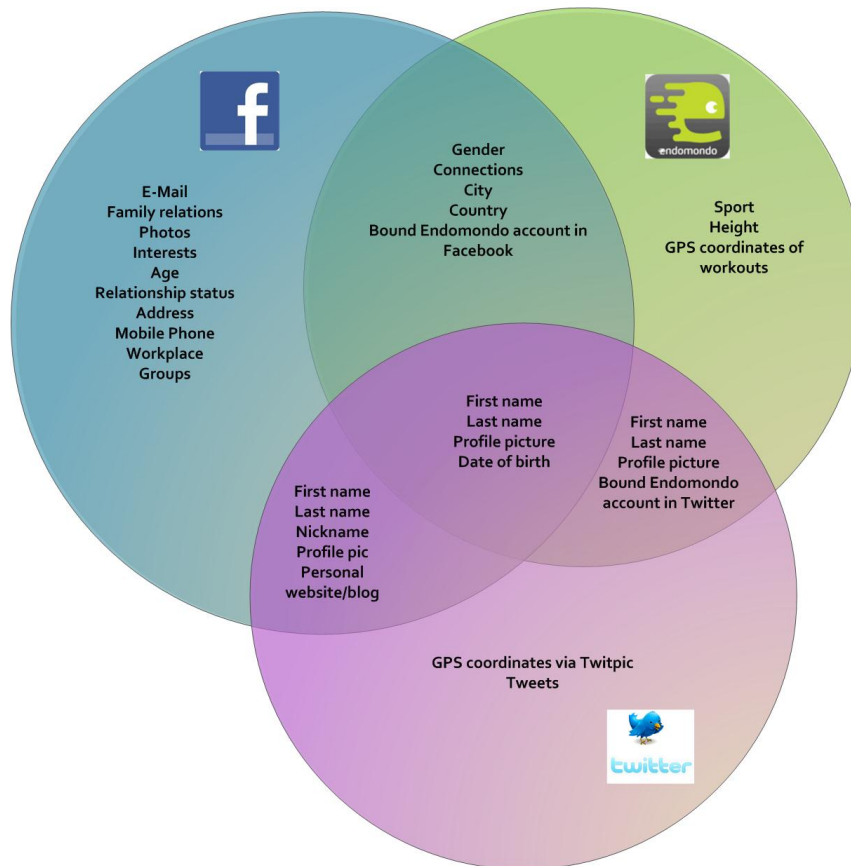 f
endomondo
Gender
Connections
City
Country
Bound Endomondo account in
Facebook
E-Mail
Family relations
Photos
Interests
Age
Relationship status
Address
Mobile Phone
Workplace
Groups
Sport
Height
GPS coordinates of
workouts
First name
Last name
Profile picture
Date of birth
First name
Last name
Profile picture
Bound Endomondo
account in Twitter
First name
Last name
Nickname
Profile pic
Personal
website/blog
GPS coordinates via Twitpic
Tweets
twitter